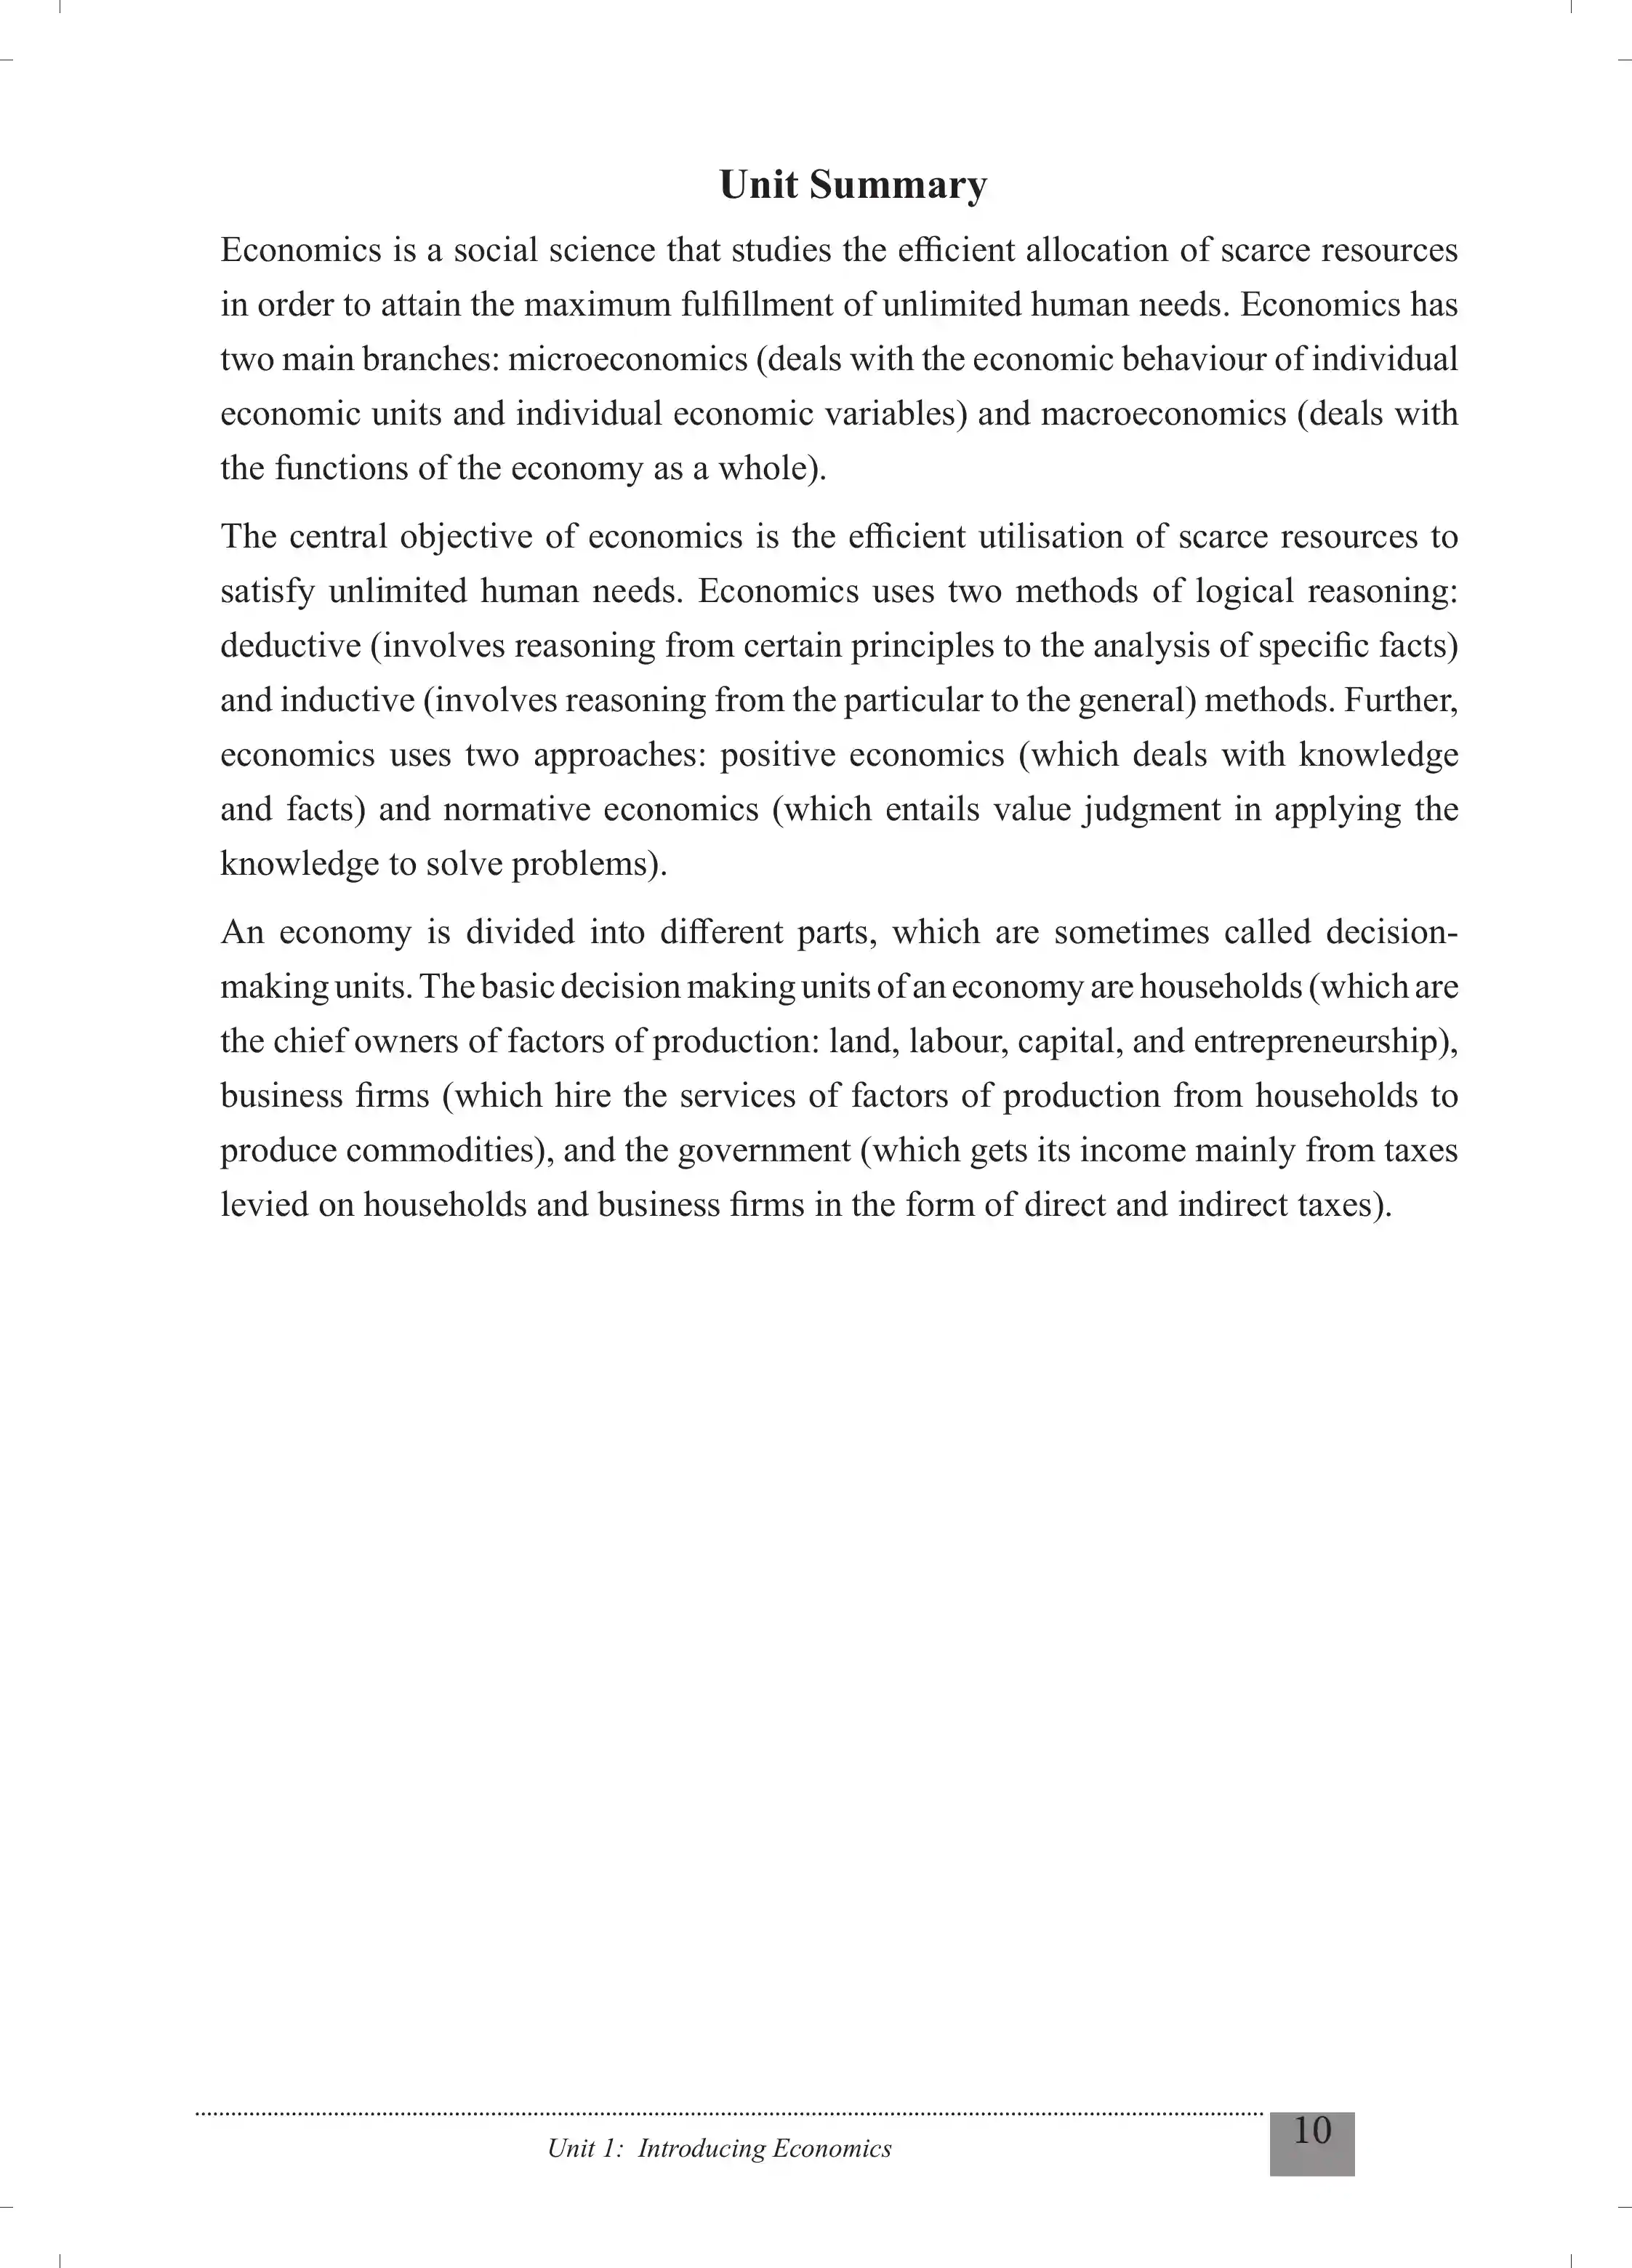 Unit Summary
Economics is a social science that studies the efficient allocation of scarce resources
in order to attain the maximum fulfillment of unlimited human needs. Economics has
two main branches: microeconomics (deals with the economic behaviour of individual
economic units and individual economic variables) and macroeconomics (deals with
the functions of the economy as a whole).
The central objective of economics is the efficient utilisation of scarce resources to
satisfy unlimited human needs. Economics uses two methods of logical reasoning:
deductive (involves reasoning from certain principles to the analysis of specific facts)
and inductive (involves reasoning from the particular to the general) methods. Further,
economics uses two approaches: positive economics (which deals with knowledge
and facts) and normative economics (which entails value judgment in applying the
knowledge to solve problems).
An economy is divided into different parts, which are sometimes called decision-
making units. The basic decision making units of an economy are households (which are
the chief owners of factors of production: land, labour, capital, and entrepreneurship),
business firms (which hire the services of factors of production from households to
produce commodities), and the government (which gets its income mainly from taxes
levied on households and business firms in the form of direct and indirect taxes).
Unit 1: Introducing Economics
10